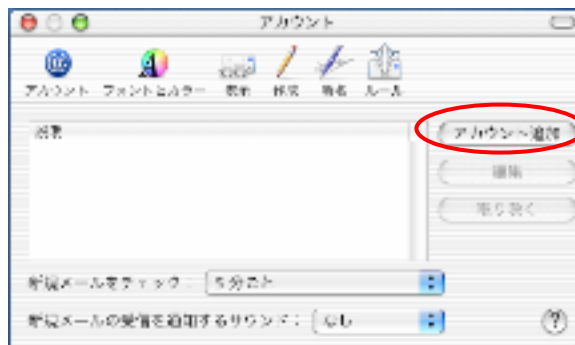 アカウント
アカウント フォントとカラー 表示 作成 署名 ルール
説明
アカウント追加
編集
取り除く
新規メールをチェック： 5分ごと
新規メールの受信を通知するサウンド： なし
?